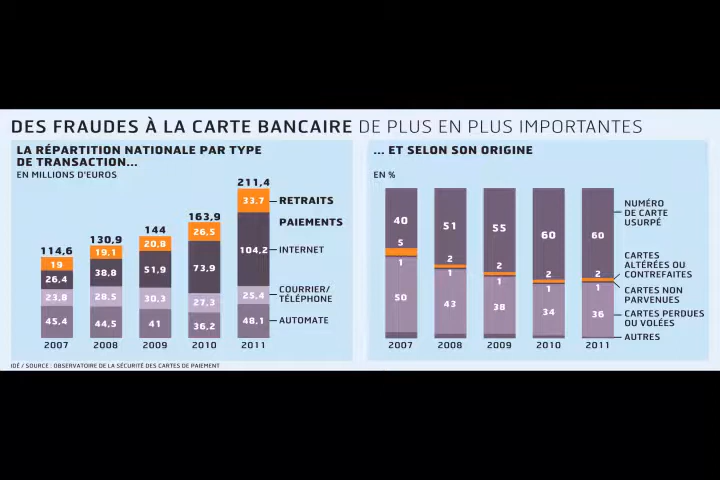 DES FRAUDES À LA CARTE BANCAIRE DE PLUS EN PLUS IMPORTANTES
LA RÉPARTITION NATIONALE PAR TYPE
DE TRANSACTION...
EN MILLIONS D'EUROS
114,6
19
26,4
23,8
45,4
2007
130,9
19,1
38,8
28,5
44,5
2008
144
20,8
51,9
30,3
41
2009
163,9
26,5
73,9
27,3
36,2
2010
211,4
33,7
104,2
25,4
48,1
2011
RETRAITS
PAIEMENTS
INTERNET
COURRIER/
TÉLÉPHONE
AUTOMATE
... ET SELON SON ORIGINE
EN %
40
5
1
50
2007
51
2
1
43
2008
55
2
1
38
2009
60
2
1
34
2010
60
2
1
36
2011
NUMÉRO
DE CARTE
USURPÉ
CARTES
ALTÉRÉES OU
CONTREFAITES
CARTES NON
PARVENUES
CARTES PERDUES
OU VOLÉES
AUTRES
IDÉ / SOURCE : OBSERVATOIRE DE LA SÉCURITÉ DES CARTES DE PAIEMENT